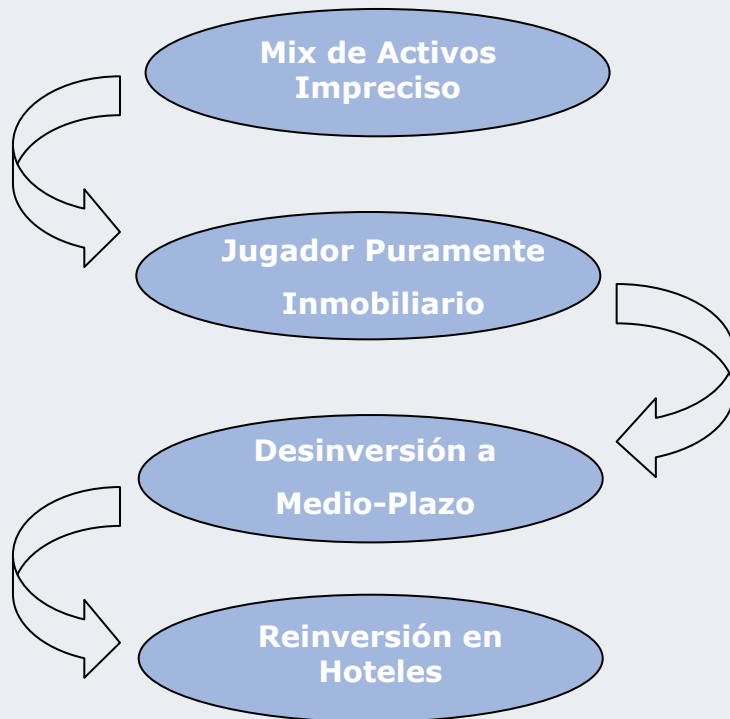 Mix de Activos
Impreciso
Jugador Puramente
Inmobiliario
Desinversión a
Medio-Plazo
Reinversión en
Hoteles